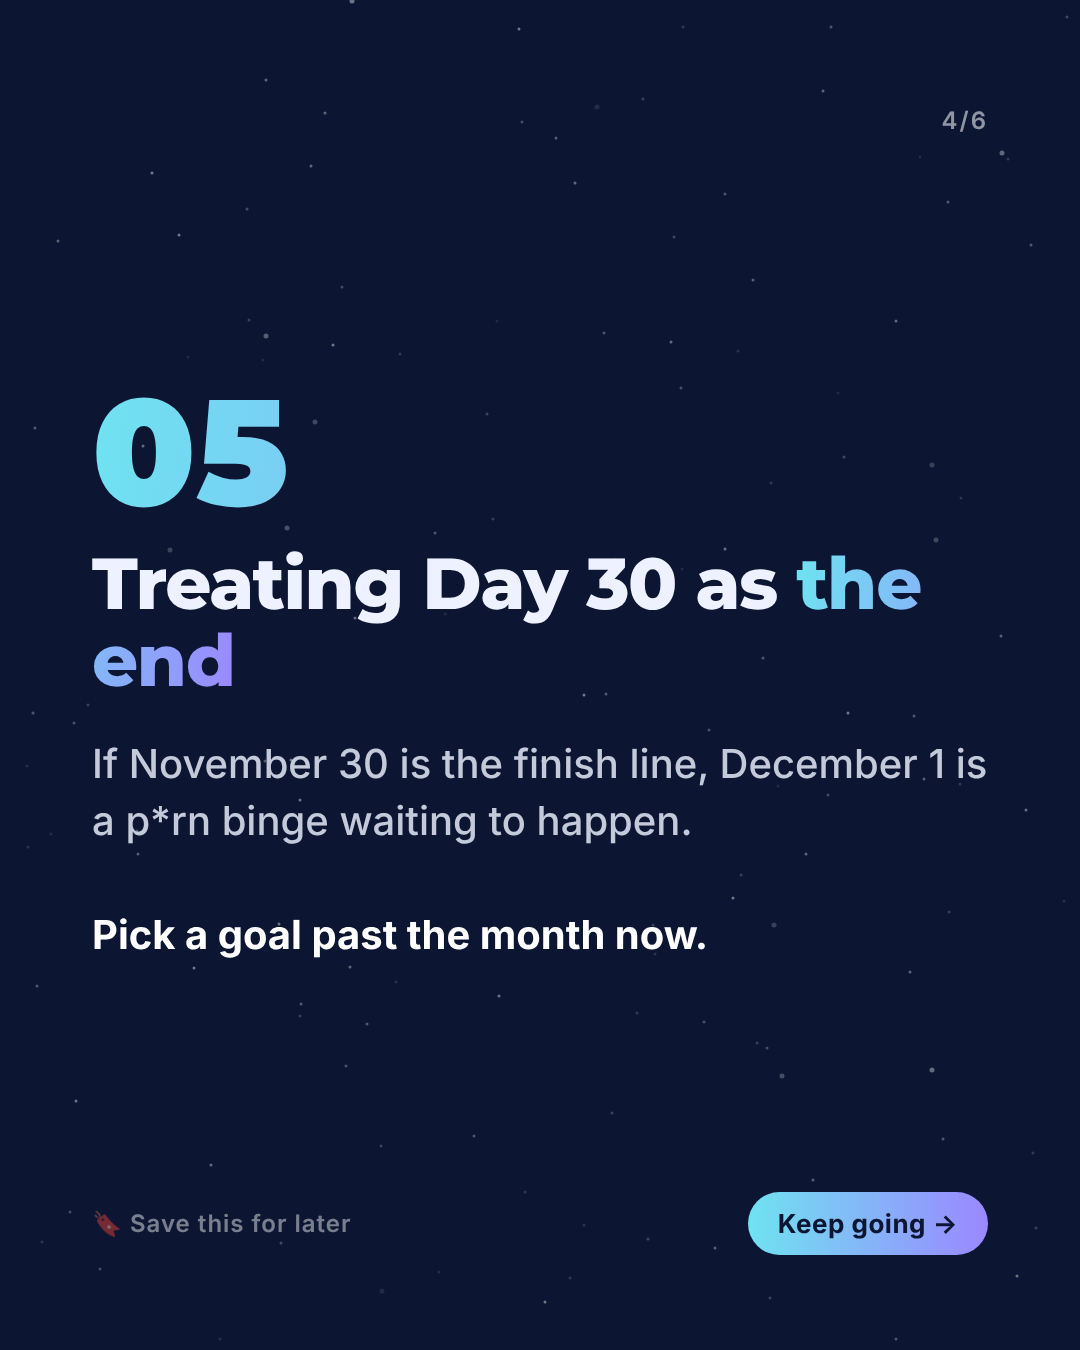 4/6
05
Treating Day 30 as the
end
If November 30 is the finish line, December 1 is
a p*rn binge waiting to happen.
Pick a goal past the month now.
🔖 Save this for later
Keep going →